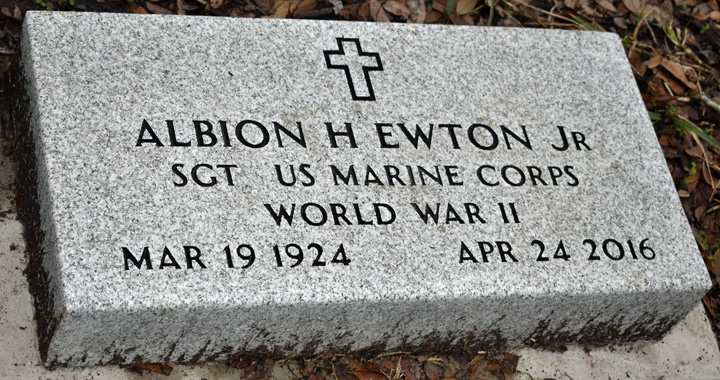 ALBION H EWTON JR
SGT US MARINE CORPS
WORLD WAR II
MAR 19 1924 APR 24 2016